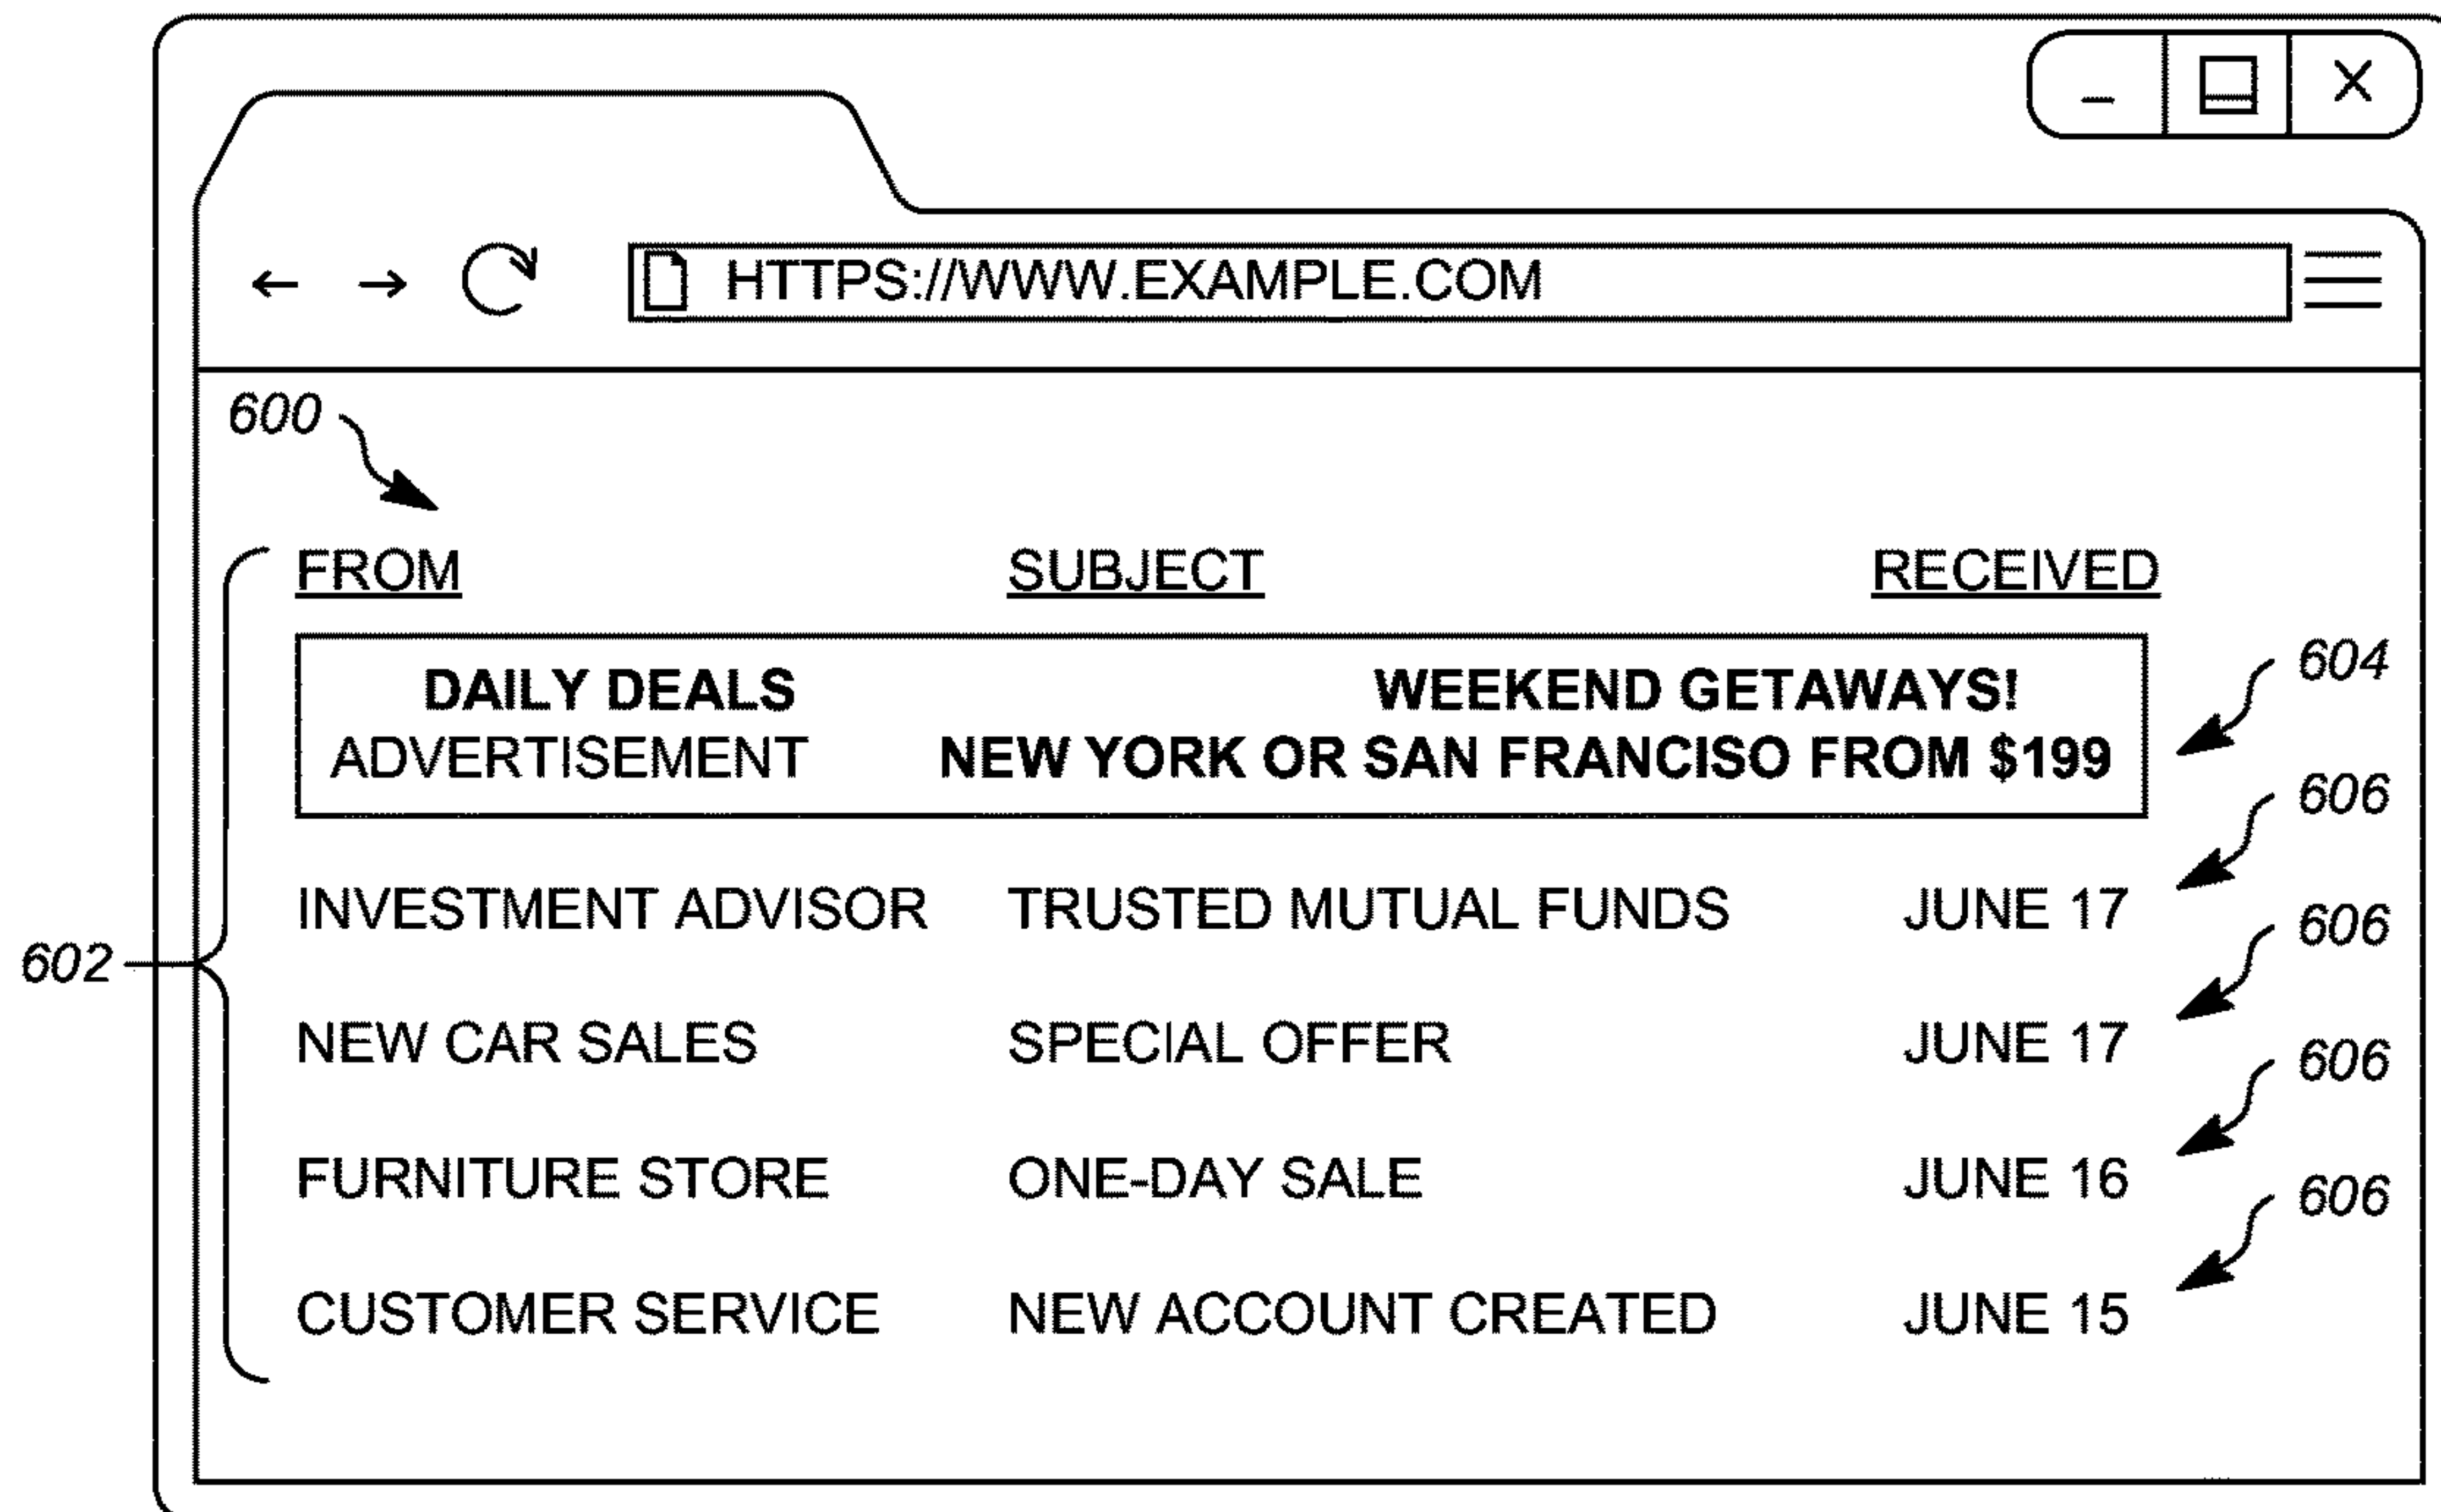 HTTPS://WWW.EXAMPLE.COM
600
FROM SUBJECT RECEIVED
604
DAILY DEALS WEEKEND GETAWAYS!
ADVERTISEMENT NEW YORK OR SAN FRANCISO FROM $199
606
INVESTMENT ADVISOR TRUSTED MUTUAL FUNDS JUNE 17
606
602
NEW CAR SALES SPECIAL OFFER JUNE 17
606
FURNITURE STORE ONE-DAY SALE JUNE 16
606
CUSTOMER SERVICE NEW ACCOUNT CREATED JUNE 15